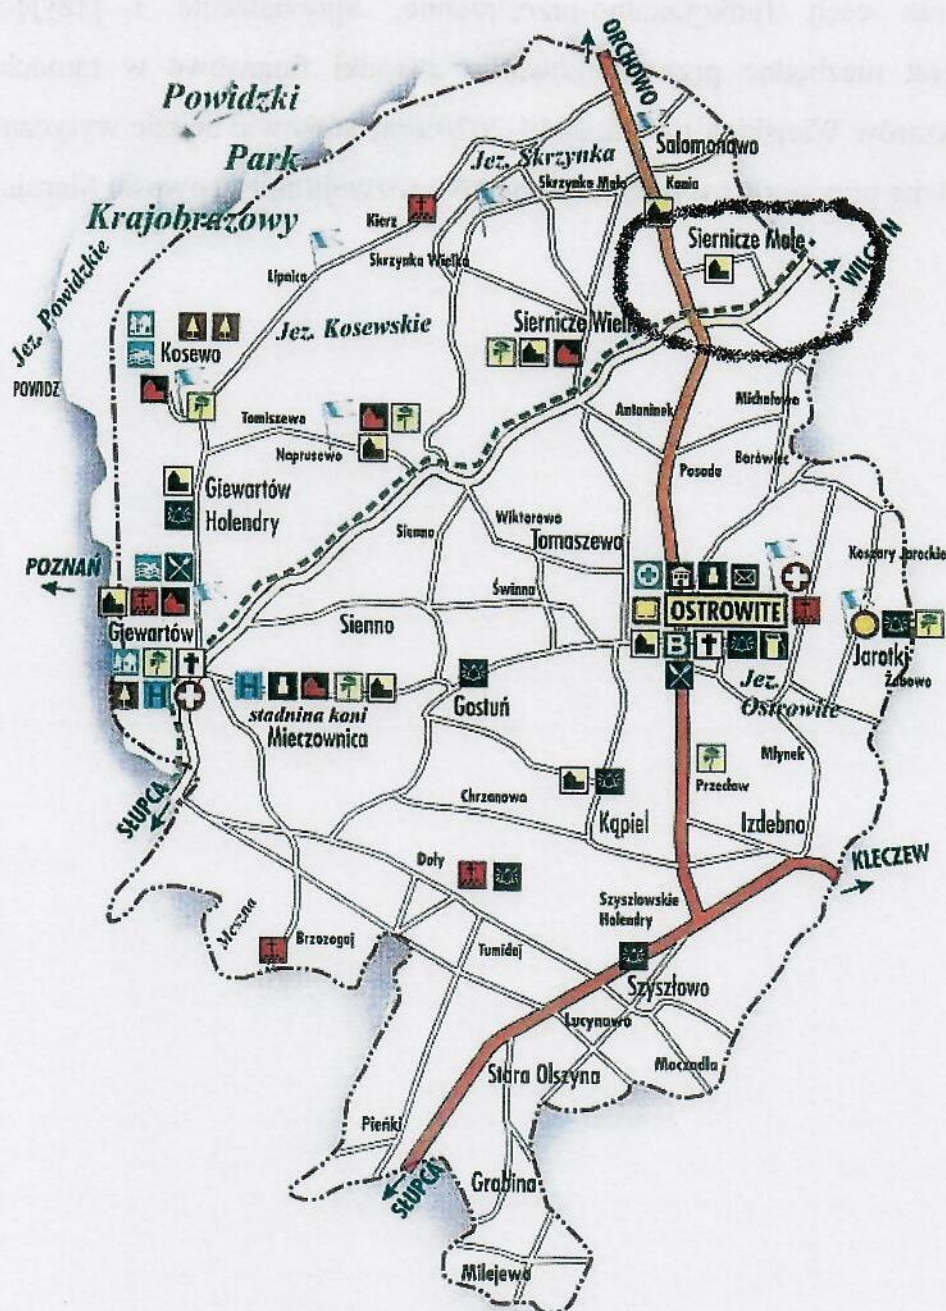 ORCHOWO
Powidzki
Park
Krajobrazowy
Salomonowo
Jez. Skrzynka
Skrzynka Mała
Kania
Kierz
Siernicze Małe
WILCZYN
Skrzynka Wielka
Lipnica
Jez. Powidzkie
Jez. Kosewskie
Siernicze Wiel
Kosewo
POWIDZ
Michałowo
Antoninek
Tomiszewo
Naprusewo
Posada
Borówiec
Giewartów
Holendry
Wiktorowo
Sienno
Tomaszewo
Koszary Jarockie
POZNAŃ
Świnna
OSTROWITE
Giewartów
Sienno
B
Jarotki
Żabowo
H
H
Gostuń
Jez.
Ostrowite
stadnina koni
Mieczownica
Młynek
Przecław
Chrzanowo
SŁUPCA
Kąpiel
Izdebno
KLECZEW
Doły
Szyszłowskie
Holendry
Meszna
Brzozogaj
Tumidaj
Szyszłowo
Lucynowo
Moczadła
Stara Olszyna
Pieńki
SŁUPCA
Grabina
Milejewo